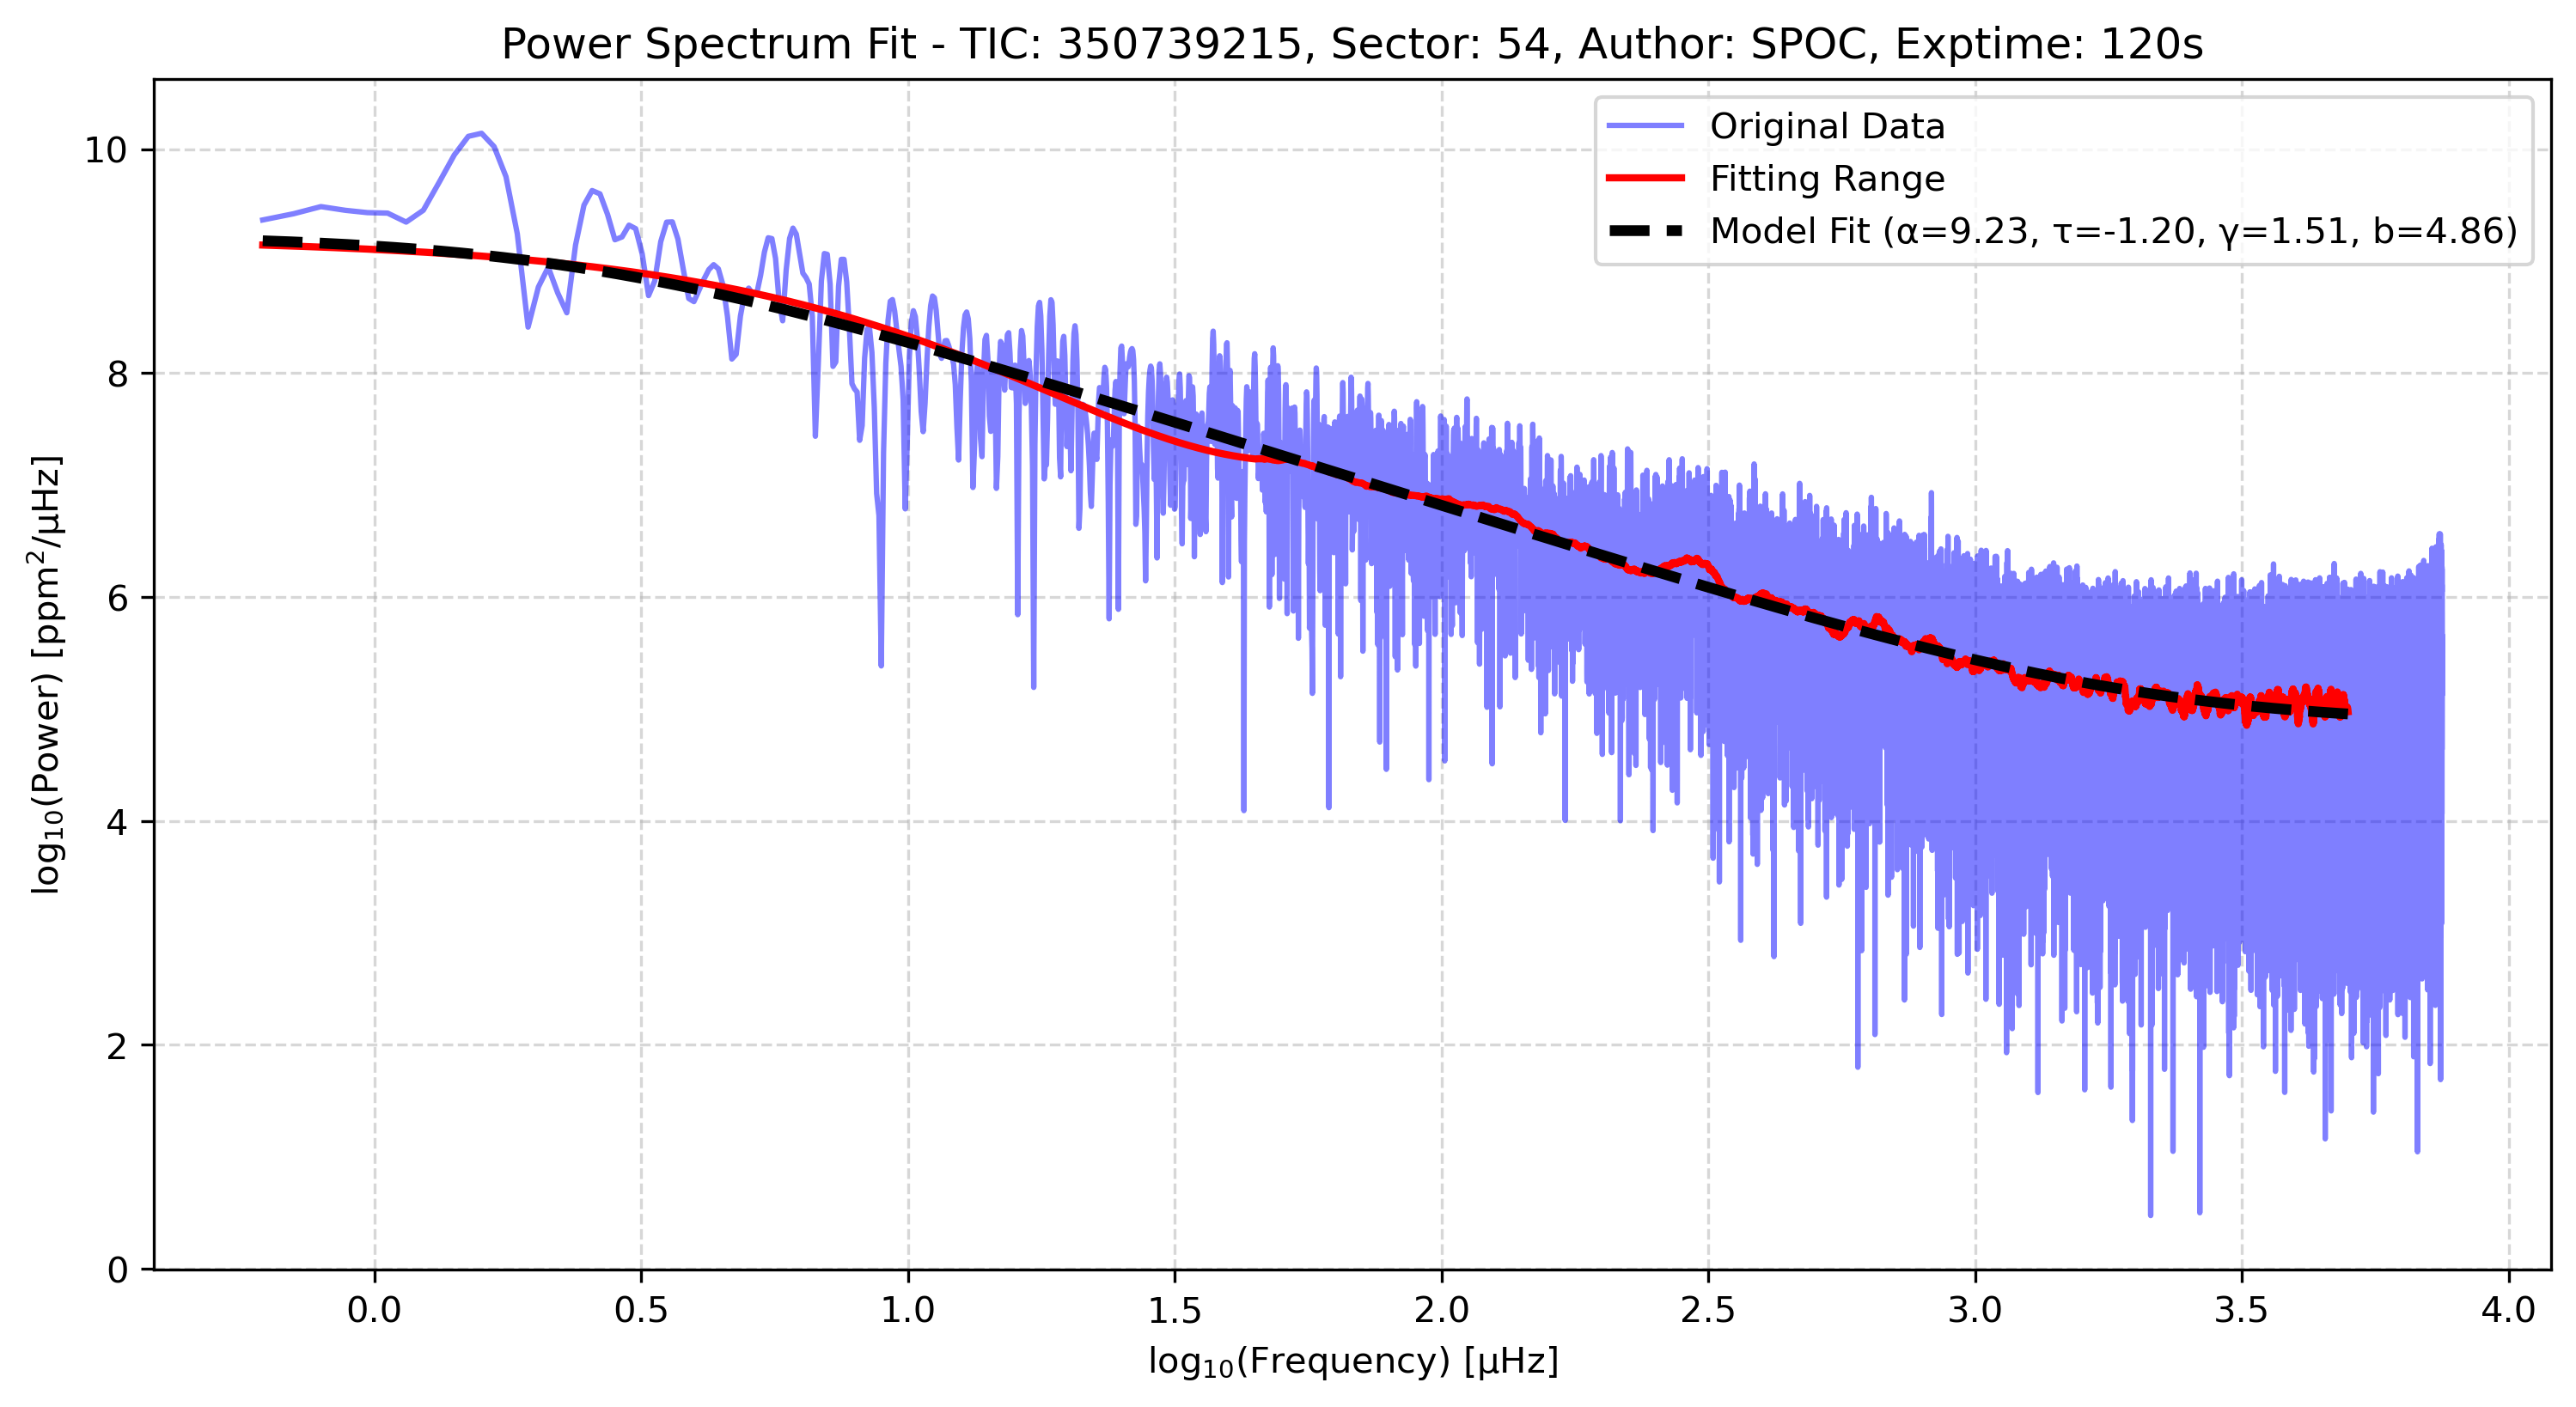 Power Spectrum Fit - TIC: 350739215, Sector: 54, Author: SPOC, Exptime: 120s
Original Data
Fitting Range
Model Fit (α=9.23, τ=-1.20, γ=1.51, b=4.86)
log₁₀(Power) [ppm²/μHz]
10
8
6
4
2
0
0.0 0.5 1.0 1.5 2.0 2.5 3.0 3.5 4.0
log₁₀(Frequency) [μHz]